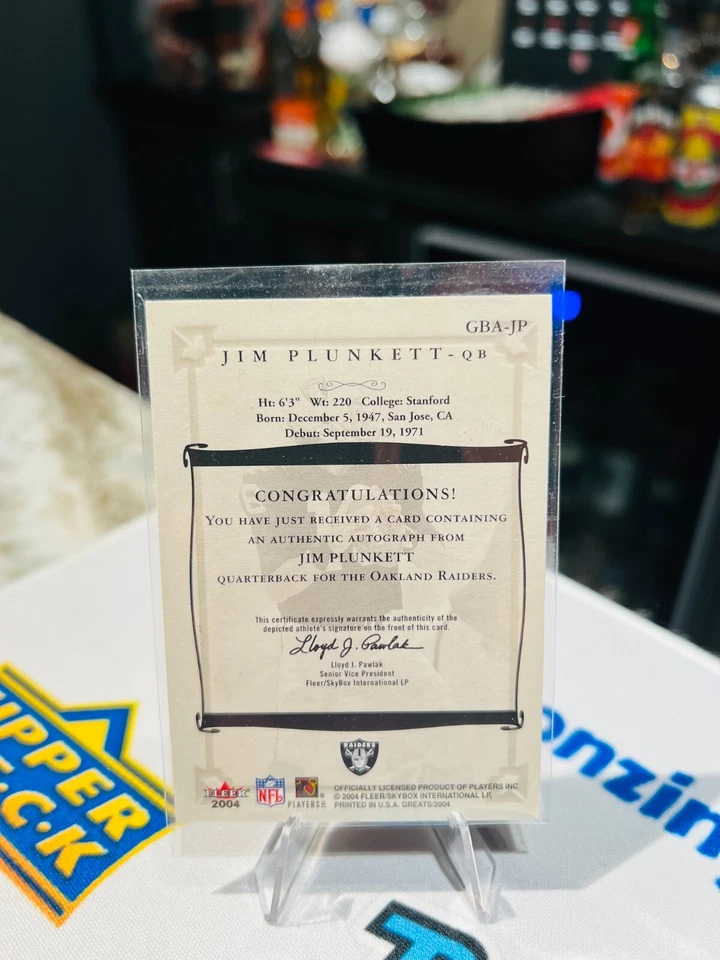 GBA-JP
JIM PLUNKETT-QB
Ht: 6'3" Wt: 220 College: Stanford
Born: December 5, 1947, San Jose, CA
Debut: September 19, 1971
CONGRATULATIONS!
YOU HAVE JUST RECEIVED A CARD CONTAINING
AN AUTHENTIC AUTOGRAPH FROM
JIM PLUNKETT
QUARTERBACK FOR THE OAKLAND RAIDERS.
This certificate expressly warrants the authenticity of the
depicted athlete's signature on the front of this card.
Lloyd J. Pawlak
Lloyd J. Pawlak
Senior Vice President
Fleer/SkyBox International LP
RAIDERS
FLEER
2004
NFL
PLAYERS INC
OFFICIALLY LICENSED PRODUCT OF PLAYERS INC
© 2004 FLEER/SKYBOX INTERNATIONAL LP,
PRINTED IN U.S.A. GREATS/2004
UPPER
D.E.C.K
onzin